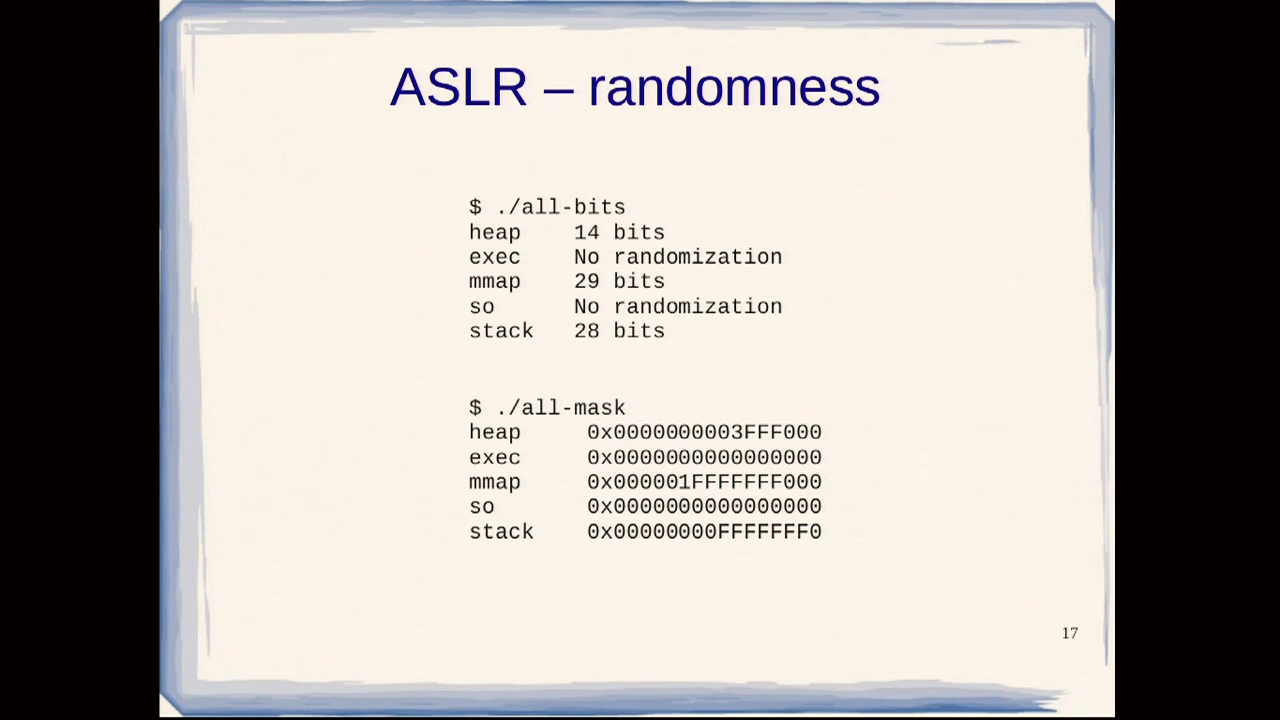 ASLR – randomness
$ ./all-bits
heap    14 bits
exec    No randomization
mmap    29 bits
so      No randomization
stack   28 bits
$ ./all-mask
heap     0x0000000003FFF000
exec     0x0000000000000000
mmap     0x000001FFFFFFF000
so       0x0000000000000000
stack    0x00000000FFFFFFF0
17